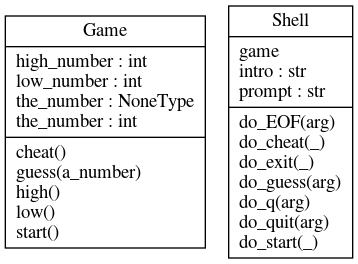 Game
high_number : int
low_number : int
the_number : NoneType
the_number : int
cheat()
guess(a_number)
high()
low()
start()
Shell
game
intro : str
prompt : str
do_EOF(arg)
do_cheat(_)
do_exit(_)
do_guess(arg)
do_q(arg)
do_quit(arg)
do_start(_)